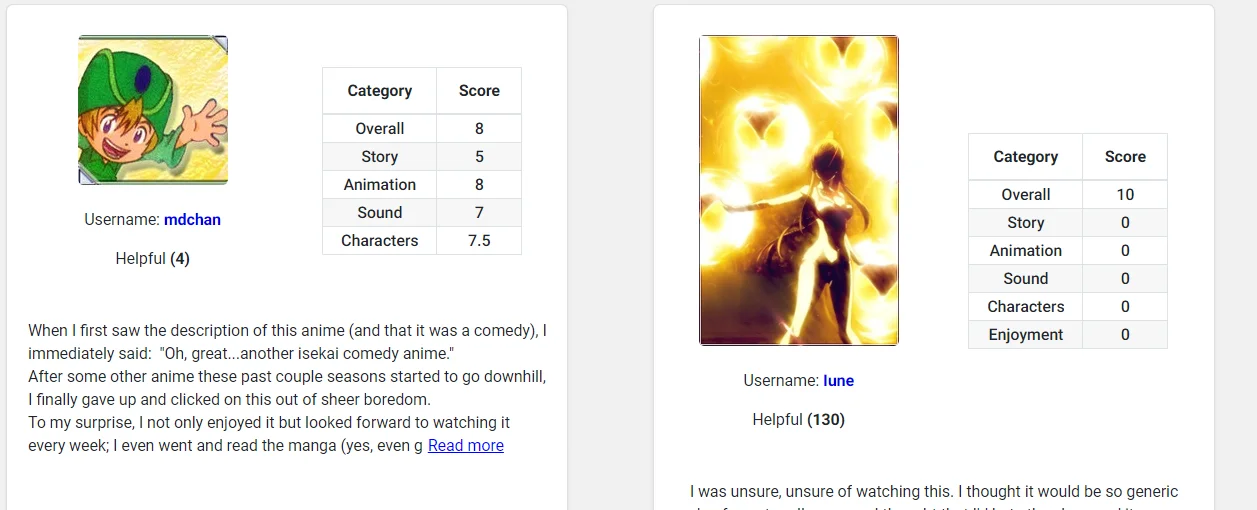 Category Score
Overall 8
Story 5
Animation 8
Sound 7
Characters 7.5
Username: mdchan
Helpful (4)
When I first saw the description of this anime (and that it was a comedy), I
immediately said:  "Oh, great...another isekai comedy anime."
After some other anime these past couple seasons started to go downhill,
I finally gave up and clicked on this out of sheer boredom.
To my surprise, I not only enjoyed it but looked forward to watching it
every week; I even went and read the manga (yes, even g Read more
Category Score
Overall 10
Story 0
Animation 0
Sound 0
Characters 0
Enjoyment 0
Username: lune
Helpful (130)
I was unsure, unsure of watching this. I thought it would be so generic